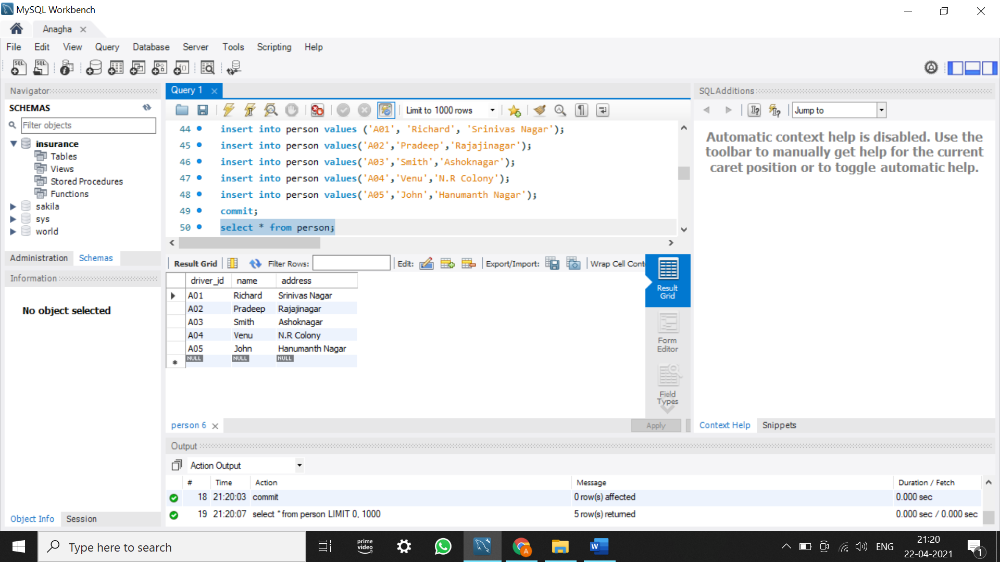 MySQL Workbench
Anagha
File Edit View Query Database Server Tools Scripting Help
Navigator
SCHEMAS
Filter objects
insurance
Tables
Views
Stored Procedures
Functions
sakila
sys
world
Administration Schemas
Information
No object selected
Object Info Session
Query 1
Limit to 1000 rows
44 insert into person values ('A01', 'Richard', 'Srinivas Nagar');
45 insert into person values('A02','Pradeep','Rajajinagar');
46 insert into person values('A03','Smith','Ashoknagar');
47 insert into person values('A04','Venu','N.R Colony');
48 insert into person values('A05','John','Hanumanth Nagar');
49 commit;
50 select * from person;
Result Grid Filter Rows: Edit: Export/Import: Wrap Cell Cont
driver_id name address
A01 Richard Srinivas Nagar
A02 Pradeep Rajajinagar
A03 Smith Ashoknagar
A04 Venu N.R Colony
A05 John Hanumanth Nagar
NULL NULL NULL
Result
Grid
Form
Editor
Field
Types
person 6
Apply
SQLAdditions
Jump to
Automatic context help is disabled. Use the
toolbar to manually get help for the current
caret position or to toggle automatic help.
Context Help Snippets
Output
Action Output
# Time Action Message Duration / Fetch
18 21:20:03 commit 0 row(s) affected 0.000 sec
19 21:20:07 select * from person LIMIT 0, 1000 5 row(s) returned 0.000 sec / 0.000 sec
Type here to search
prime
video
ENG
21:20
22-04-2021
1